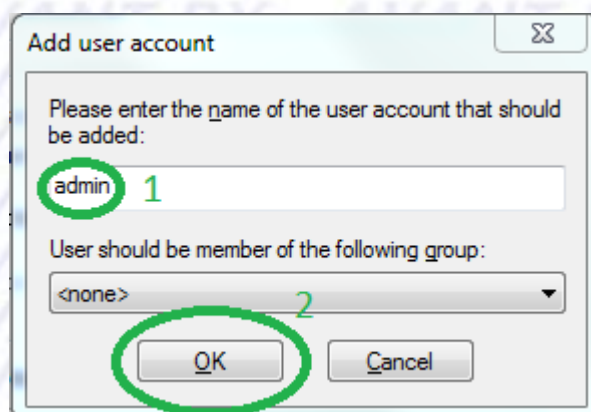 Add user account
Please enter the name of the user account that should
be added:
admin 1
User should be member of the following group:
<none>
2
OK
Cancel